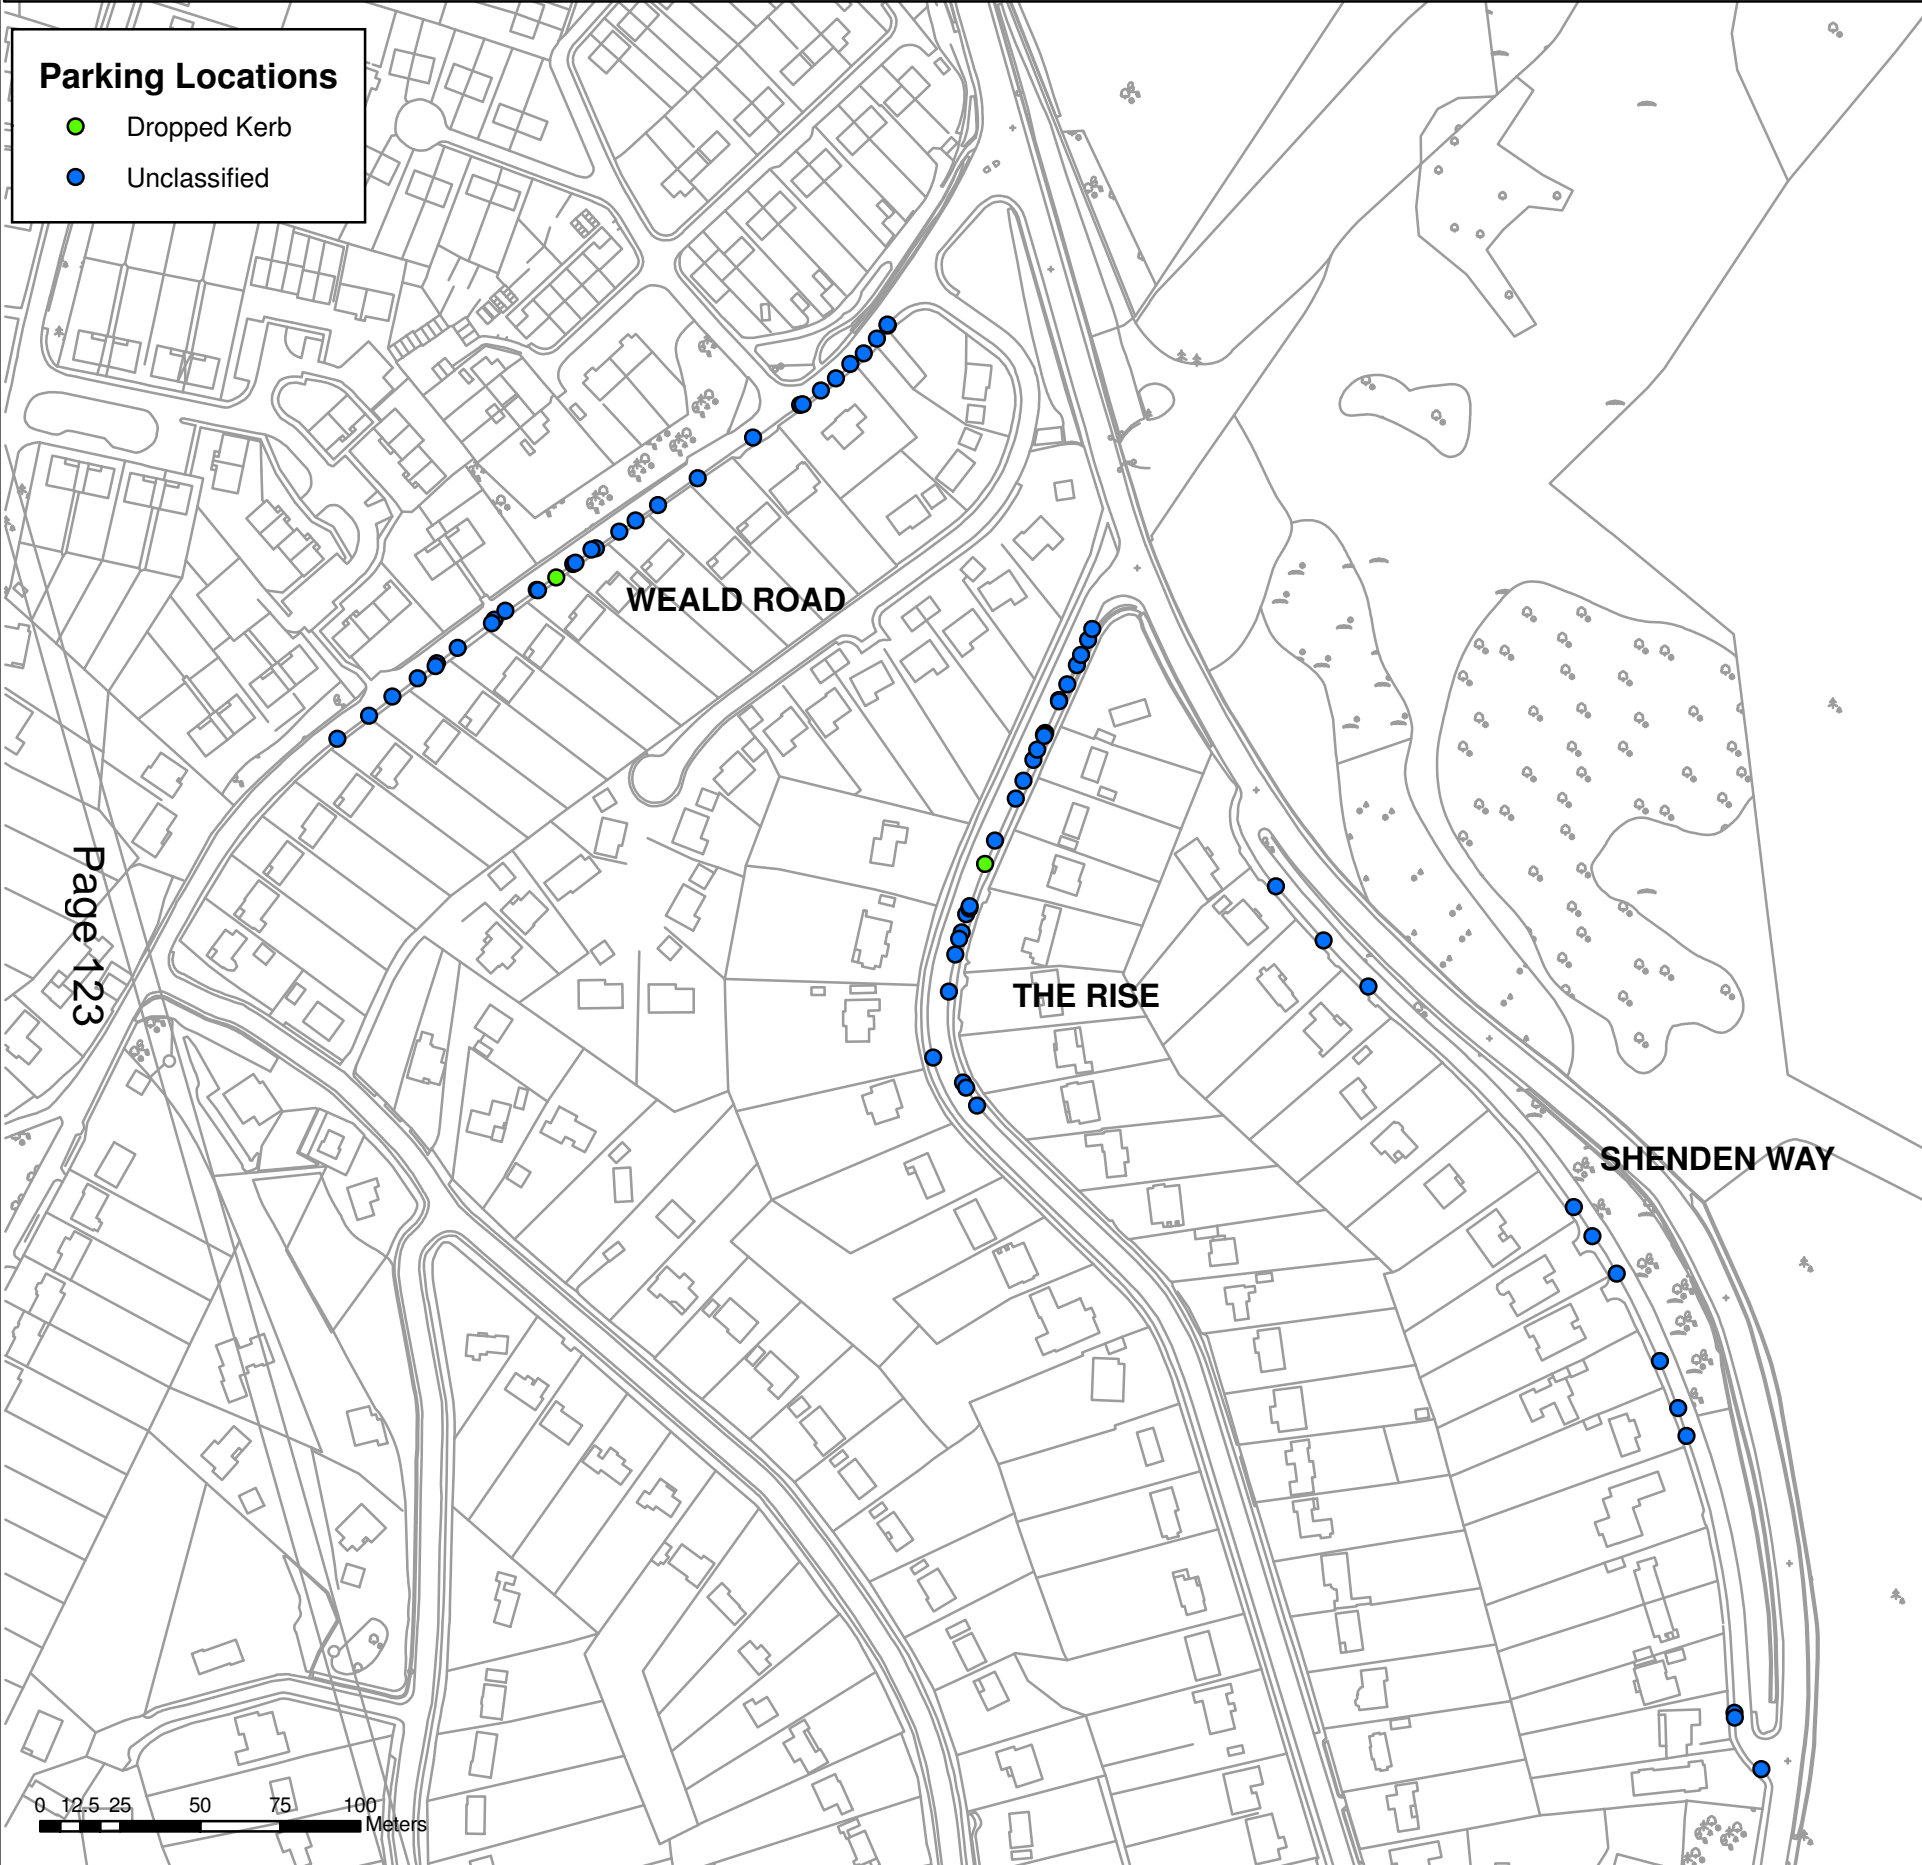 Parking Locations
Dropped Kerb
Unclassified
WEALD ROAD
Page 123
THE RISE
SHENDEN WAY
0 12.5 25 50 75 100
Meters